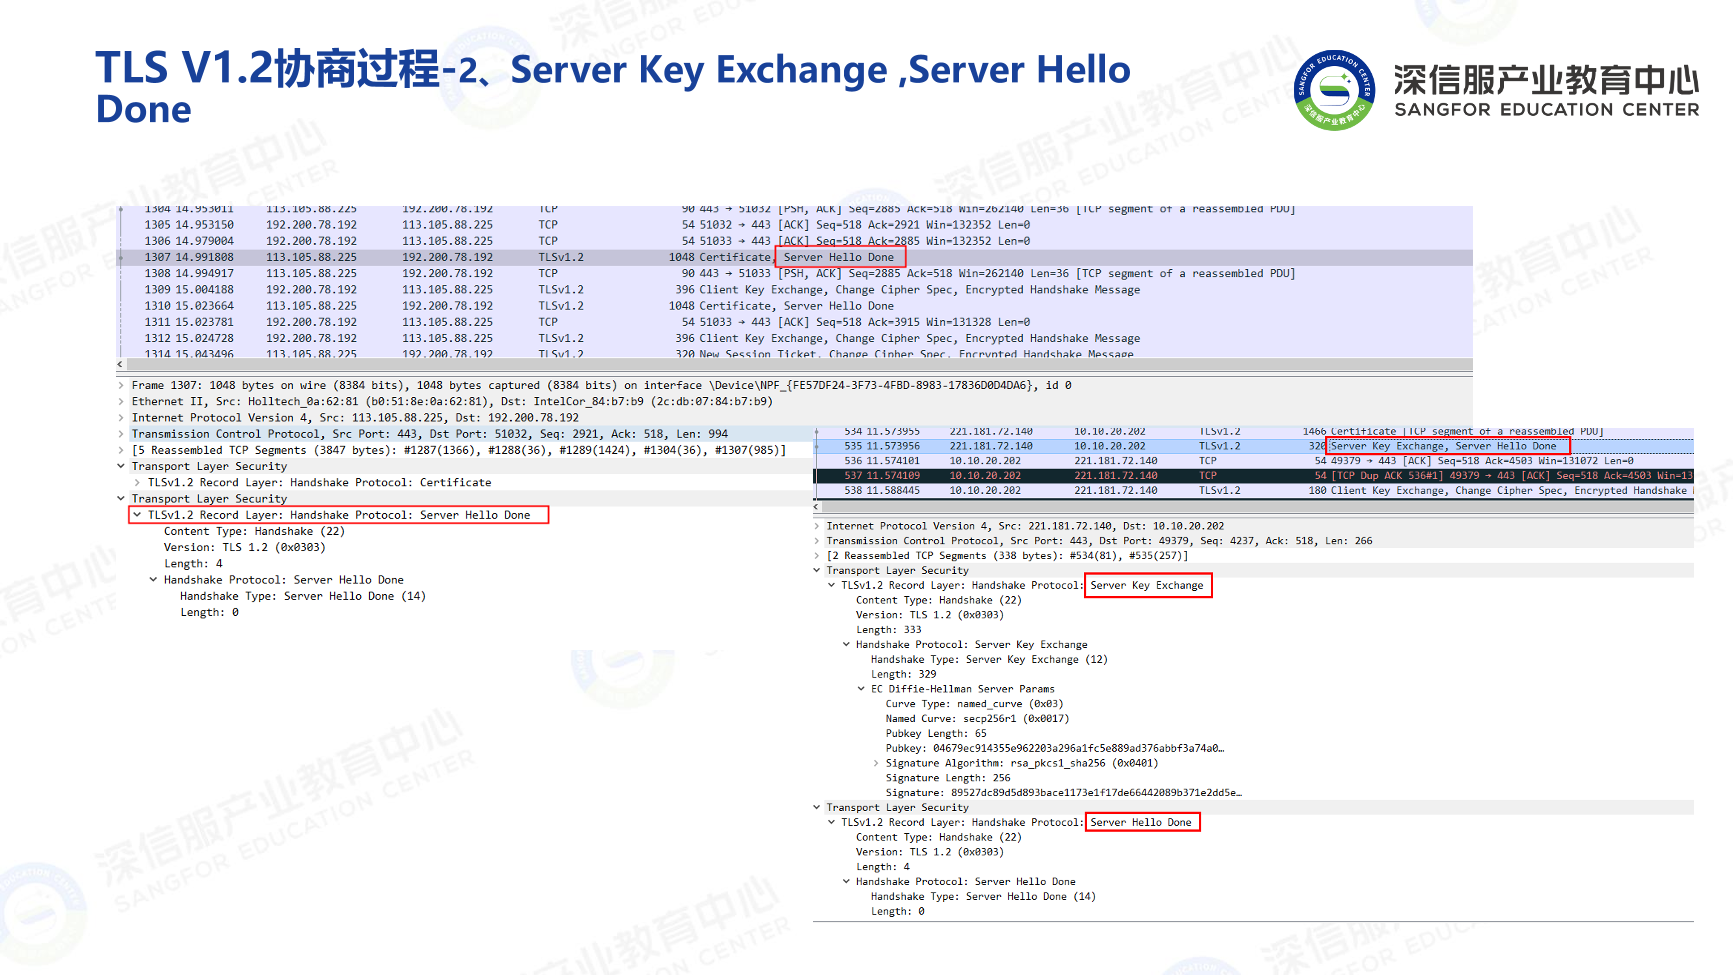 TLS V1.2协商过程-2、Server Key Exchange ,Server Hello
Done
深信服产业教育中心
SANGFOR EDUCATION CENTER
1304 14.953011 113.105.88.225 192.200.78.192 TCP 90 443 → 51032 [PSH, ACK] Seq=2885 Ack=518 Win=262140 Len=36 [TCP segment of a reassembled PDU]
1305 14.953150 192.200.78.192 113.105.88.225 TCP 54 51032 → 443 [ACK] Seq=518 Ack=2921 Win=132352 Len=0
1306 14.979004 192.200.78.192 113.105.88.225 TCP 54 51033 → 443 [ACK] Seq=518 Ack=2885 Win=132352 Len=0
1307 14.991808 113.105.88.225 192.200.78.192 TLSv1.2 1048 Certificate, Server Hello Done
1308 14.994917 113.105.88.225 192.200.78.192 TCP 90 443 → 51033 [PSH, ACK] Seq=2885 Ack=518 Win=262140 Len=36 [TCP segment of a reassembled PDU]
1309 15.004188 192.200.78.192 113.105.88.225 TLSv1.2 396 Client Key Exchange, Change Cipher Spec, Encrypted Handshake Message
1310 15.023664 113.105.88.225 192.200.78.192 TLSv1.2 1048 Certificate, Server Hello Done
1311 15.023781 192.200.78.192 113.105.88.225 TCP 54 51033 → 443 [ACK] Seq=518 Ack=3915 Win=131328 Len=0
1312 15.024728 192.200.78.192 113.105.88.225 TLSv1.2 396 Client Key Exchange, Change Cipher Spec, Encrypted Handshake Message
1314 15.043496 113.105.88.225 192.200.78.192 TLSv1.2 320 New Session Ticket, Change Cipher Spec, Encrypted Handshake Message
Frame 1307: 1048 bytes on wire (8384 bits), 1048 bytes captured (8384 bits) on interface \Device\NPF_{FE57DF24-3F73-4FBD-8983-17836D0D4DA6}, id 0
Ethernet II, Src: Holltech_0a:62:81 (b0:51:8e:0a:62:81), Dst: IntelCor_84:b7:b9 (2c:db:07:84:b7:b9)
Internet Protocol Version 4, Src: 113.105.88.225, Dst: 192.200.78.192
Transmission Control Protocol, Src Port: 443, Dst Port: 51032, Seq: 2921, Ack: 518, Len: 994
[5 Reassembled TCP Segments (3847 bytes): #1287(1366), #1288(36), #1289(1424), #1304(36), #1307(985)]
Transport Layer Security
TLSv1.2 Record Layer: Handshake Protocol: Certificate
Transport Layer Security
TLSv1.2 Record Layer: Handshake Protocol: Server Hello Done
Content Type: Handshake (22)
Version: TLS 1.2 (0x0303)
Length: 4
Handshake Protocol: Server Hello Done
Handshake Type: Server Hello Done (14)
Length: 0
534 11.573955 221.181.72.140 10.10.20.202 TLSv1.2 1466 Certificate [TCP segment of a reassembled PDU]
535 11.573956 221.181.72.140 10.10.20.202 TLSv1.2 320 Server Key Exchange, Server Hello Done
536 11.574101 10.10.20.202 221.181.72.140 TCP 54 49379 → 443 [ACK] Seq=518 Ack=4503 Win=131072 Len=0
537 11.574109 10.10.20.202 221.181.72.140 TCP 54 [TCP Dup ACK 536#1] 49379 → 443 [ACK] Seq=518 Ack=4503 Win=13
538 11.588445 10.10.20.202 221.181.72.140 TLSv1.2 180 Client Key Exchange, Change Cipher Spec, Encrypted Handshake
Internet Protocol Version 4, Src: 221.181.72.140, Dst: 10.10.20.202
Transmission Control Protocol, Src Port: 443, Dst Port: 49379, Seq: 4237, Ack: 518, Len: 266
[2 Reassembled TCP Segments (338 bytes): #534(81), #535(257)]
Transport Layer Security
TLSv1.2 Record Layer: Handshake Protocol: Server Key Exchange
Content Type: Handshake (22)
Version: TLS 1.2 (0x0303)
Length: 333
Handshake Protocol: Server Key Exchange
Handshake Type: Server Key Exchange (12)
Length: 329
EC Diffie-Hellman Server Params
Curve Type: named_curve (0x03)
Named Curve: secp256r1 (0x0017)
Pubkey Length: 65
Pubkey: 04679ec914355e962203a296a1fc5e889ad376abbf3a74a0…
Signature Algorithm: rsa_pkcs1_sha256 (0x0401)
Signature Length: 256
Signature: 89527dc89d5d893bace1173e1f17de66442089b371e2dd5e…
Transport Layer Security
TLSv1.2 Record Layer: Handshake Protocol: Server Hello Done
Content Type: Handshake (22)
Version: TLS 1.2 (0x0303)
Length: 4
Handshake Protocol: Server Hello Done
Handshake Type: Server Hello Done (14)
Length: 0